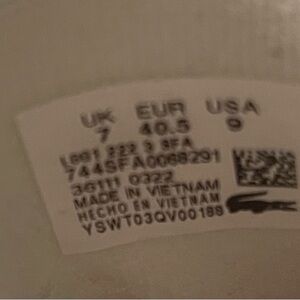 UK EUR USA
7 40.5 9
L001 222 3 SFA
744SFA0068291
36111 0322
MADE IN VIETNAM
HECHO EN VIETNAM
YSWT03QV0018S